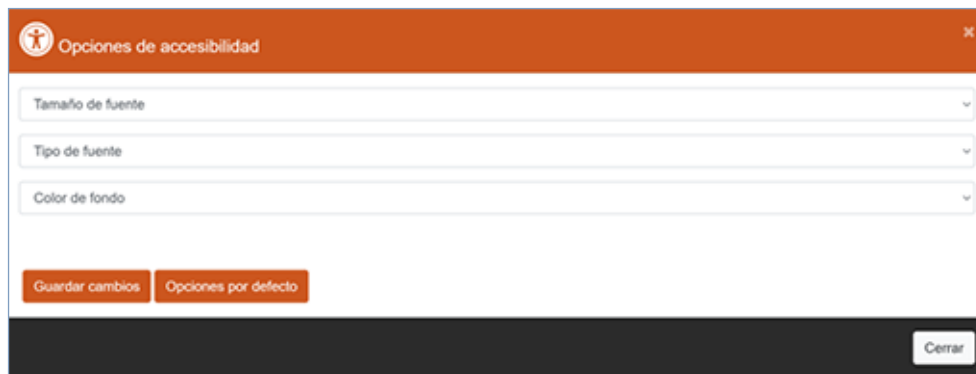 Opciones de accesibilidad
Tamaño de fuente
Tipo de fuente
Color de fondo
Guardar cambios Opciones por defecto
Cerrar